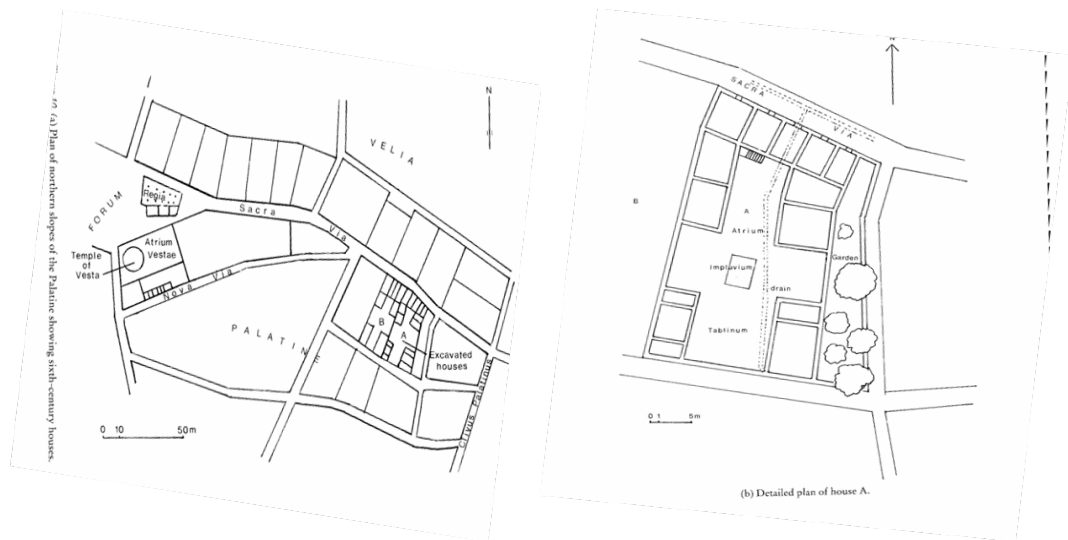 (a) Plan of northern slopes of the Palatine showing sixth-century houses.
N
VELIA
FORUM
Regia
Sacra
Via
Temple
of
Vesta
Atrium
Vestae
Nova Via
PALATINE
B
A
Excavated
houses
Clivus Palatinus
0 10 50m
N
SACRA
VIA
B
A
Atrium
Garden
Impluvium
drain
Tablinum
0 1 5m
(b) Detailed plan of house A.